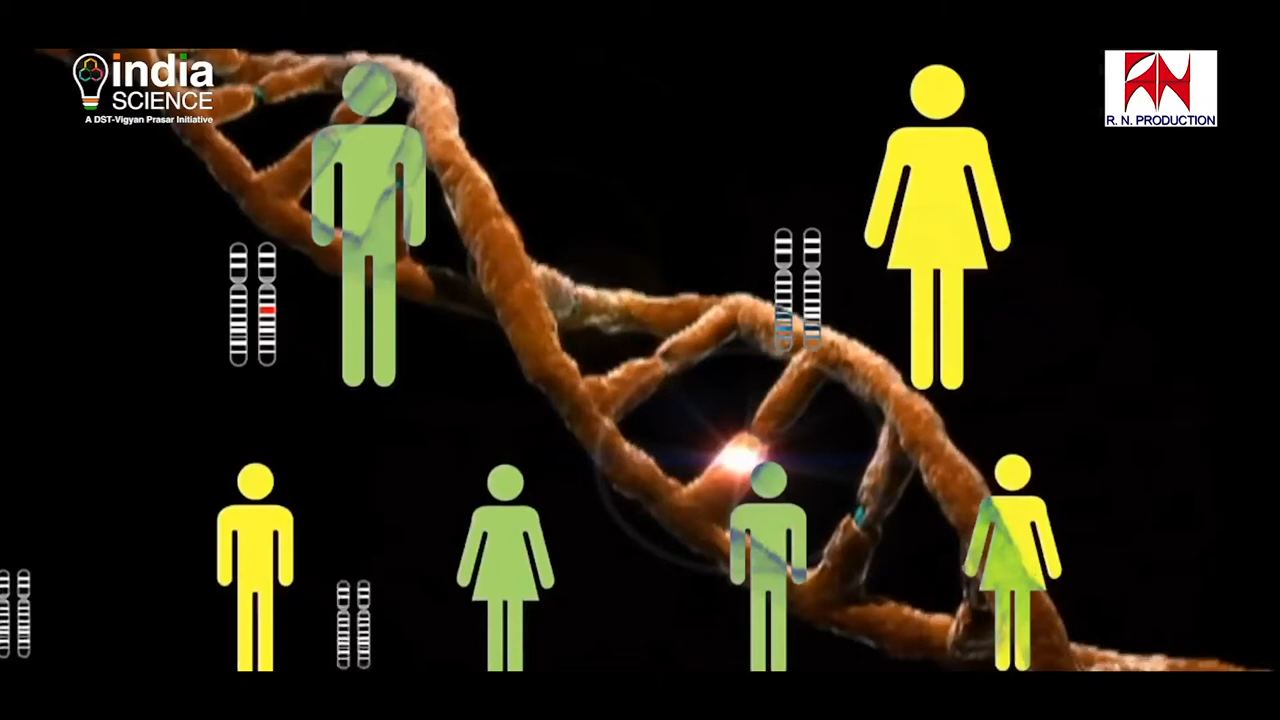 india
SCIENCE
A DST-Vigyan Prasar Initiative
R. N. PRODUCTION